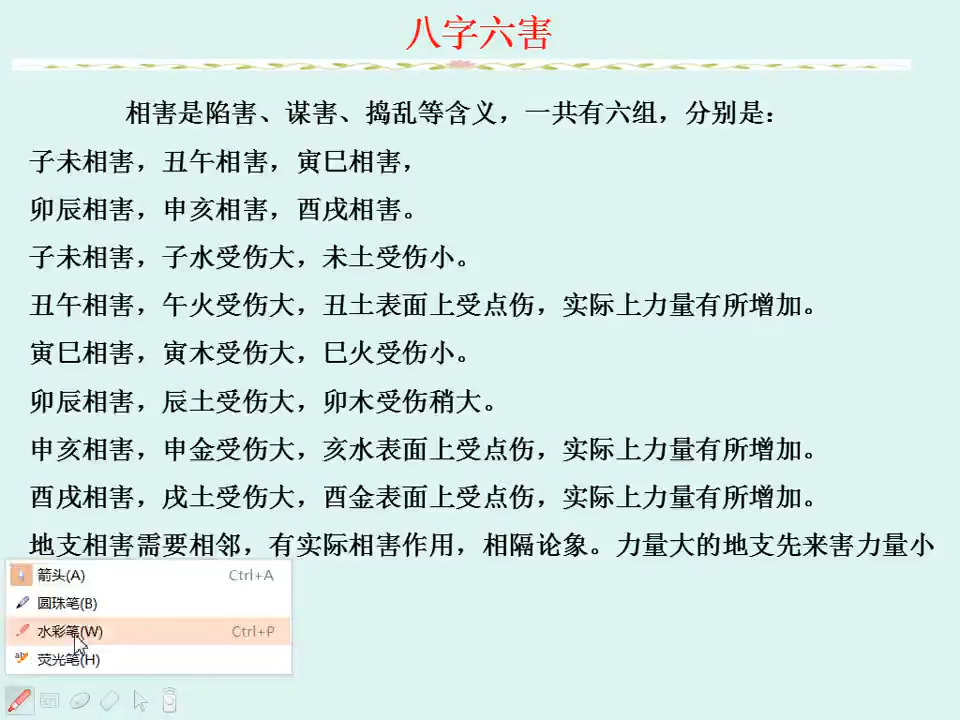 八字六害
相害是陷害、谋害、捣乱等含义，一共有六组，分别是：
子未相害，丑午相害，寅巳相害，
卯辰相害，申亥相害，酉戌相害。
子未相害，子水受伤大，未土受伤小。
丑午相害，午火受伤大，丑土表面上受点伤，实际上力量有所增加。
寅巳相害，寅木受伤大，巳火受伤小。
卯辰相害，辰土受伤大，卯木受伤稍大。
申亥相害，申金受伤大，亥水表面上受点伤，实际上力量有所增加。
酉戌相害，戌土受伤大，酉金表面上受点伤，实际上力量有所增加。
地支相害需要相邻，有实际相害作用，相隔论象。力量大的地支先来害力量小
箭头(A) Ctrl+A
圆珠笔(B)
水彩笔(W) Ctrl+P
荧光笔(H)